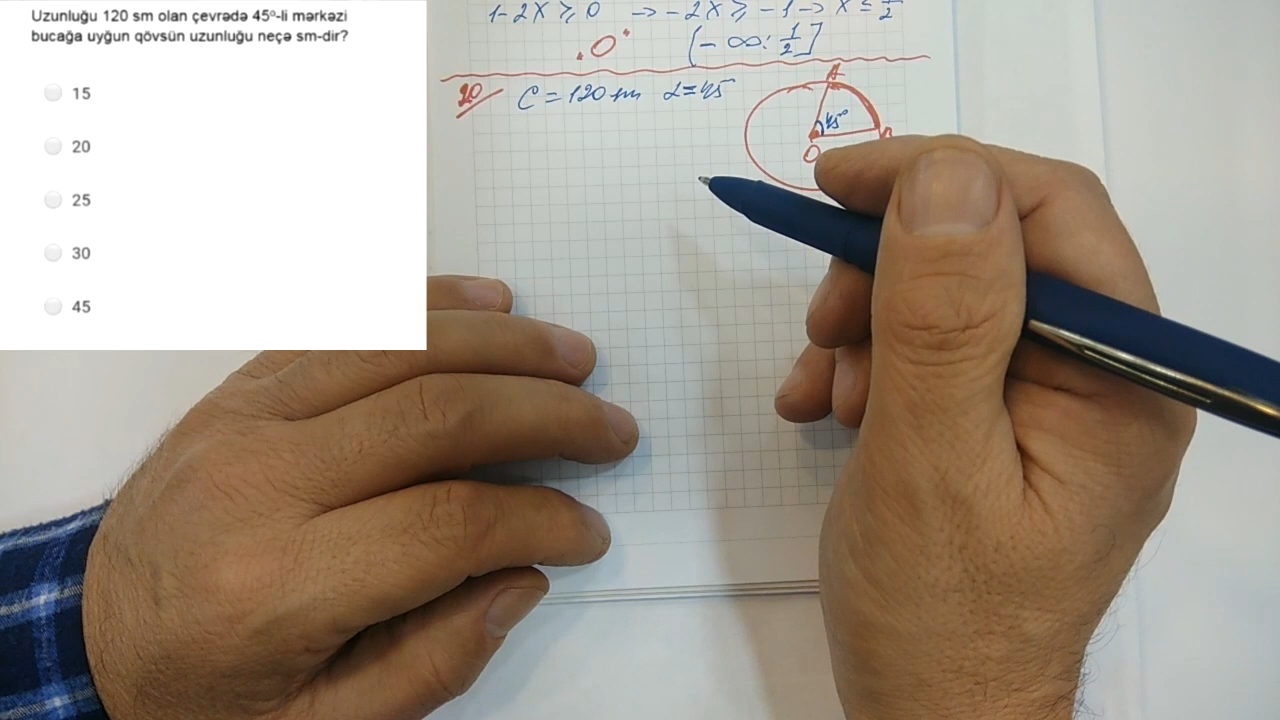 Uzunluğu 120 sm olan çevrədə 45º-li mərkəzi
bucağa uyğun qövsün uzunluğu neçə sm-dir?
15
20
25
30
45
1-2x ≥ 0 → -2x ≥ -1 → x ≤ 1/2
(-∞; 1/2]
20 C = 120 sm α = 45°
A
45°
O